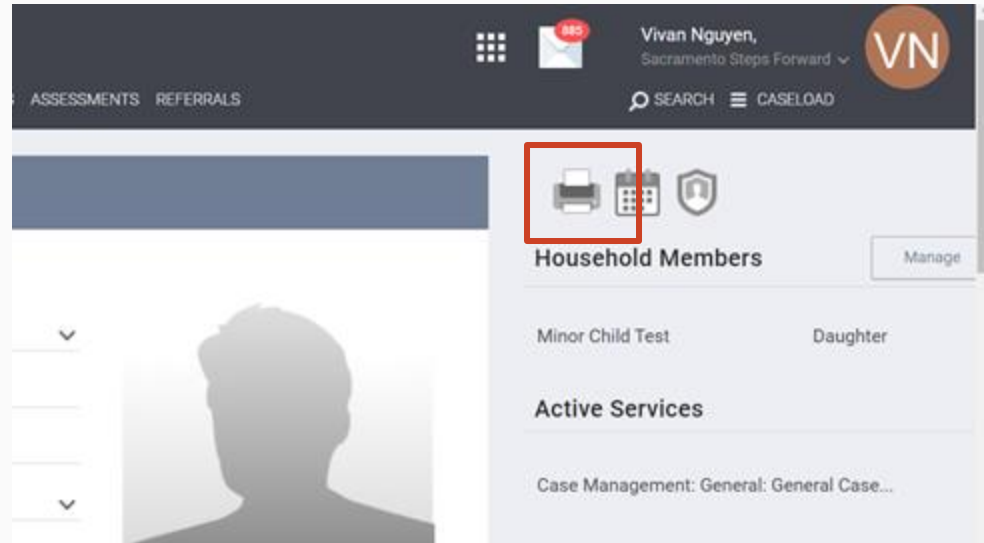 885
Vivan Nguyen,
Sacramento Steps Forward
VN
ASSESSMENTS REFERRALS
SEARCH CASELOAD
Household Members
Manage
Minor Child Test Daughter
Active Services
Case Management: General: General Case...